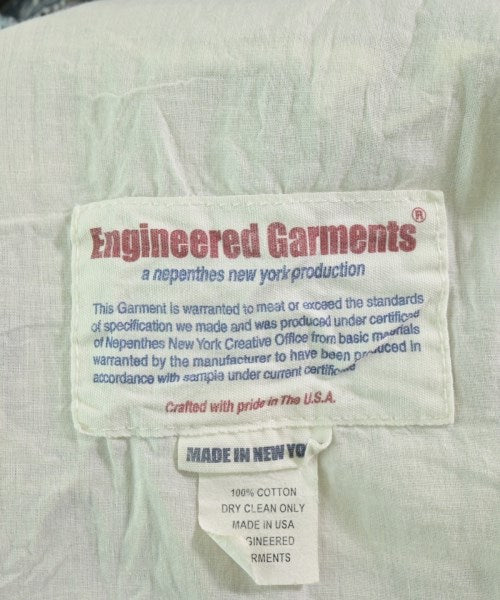 Engineered Garments®
a nepenthes new york production
This Garment is warranted to meat or exceed the standards
of specification we made and was produced under certificed
of Nepenthes New York Creative Office from basic materials
warranted by the manufacturer to have been produced in
accordance with sample under current certificed
Crafted with pride in The U.S.A.
MADE IN NEW YO
100% COTTON
DRY CLEAN ONLY
MADE IN USA
GINEERED
RMENTS